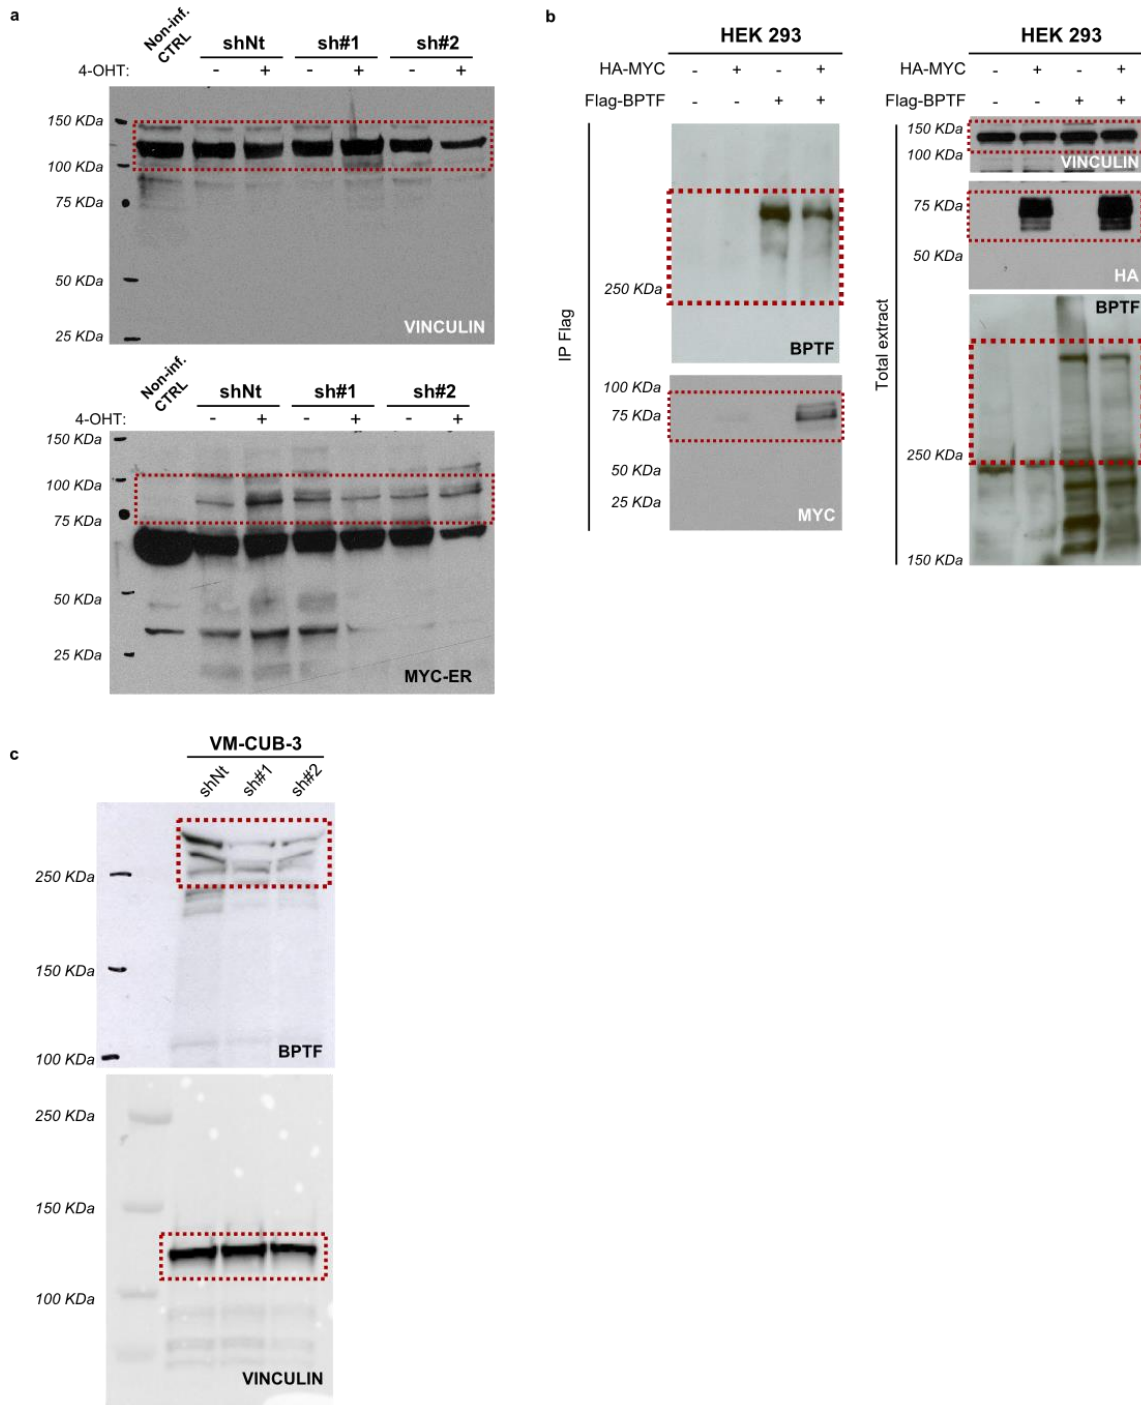 a
Non-inf. CTRL
shNt sh#1 sh#2
4-OHT: - + - + - +
150 KDa
100 KDa
75 KDa
50 KDa
25 KDa
VINCULIN
Non-inf. CTRL
shNt sh#1 sh#2
4-OHT: - + - + - +
150 KDa
100 KDa
75 KDa
50 KDa
25 KDa
MYC-ER
b
HEK 293
HA-MYC - + - +
Flag-BPTF - - + +
IP Flag
250 KDa
BPTF
100 KDa
75 KDa
50 KDa
25 KDa
MYC
HEK 293
HA-MYC - + - +
Flag-BPTF - - + +
Total extract
150 KDa
100 KDa
VINCULIN
75 KDa
50 KDa
HA
BPTF
250 KDa
150 KDa
c
VM-CUB-3
shNt sh#1 sh#2
250 KDa
150 KDa
100 KDa
BPTF
250 KDa
150 KDa
100 KDa
VINCULIN